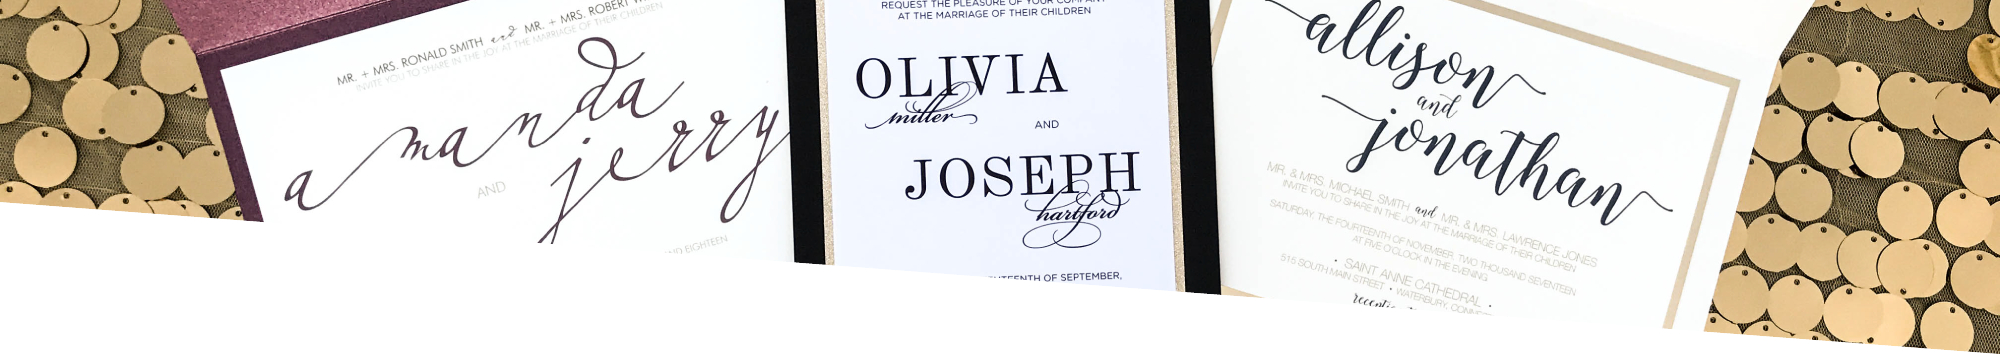 MR. + MRS. RONALD SMITH and MR. + MRS. ROBERT
INVITE YOU TO SHARE IN THE JOY AT THE MARRIAGE OF THEIR CHILDREN
amanda
AND
jerry
EIGHTEEN
REQUEST THE PLEASURE OF YOUR COMPANY
AT THE MARRIAGE OF THEIR CHILDREN
OLIVIA
miller
AND
JOSEPH
hartford
OF SEPTEMBER,
allison
and
jonathan
MR. & MRS. MICHAEL SMITH and MR. & MRS. LAWRENCE JONES
INVITE YOU TO SHARE IN THE JOY AT THE MARRIAGE OF THEIR CHILDREN
SATURDAY, THE FOURTEENTH OF NOVEMBER, TWO THOUSAND SEVENTEEN
AT FIVE O'CLOCK IN THE EVENING
• SAINT ANNE CATHEDRAL •
515 SOUTH MAIN STREET • WATERBURY,